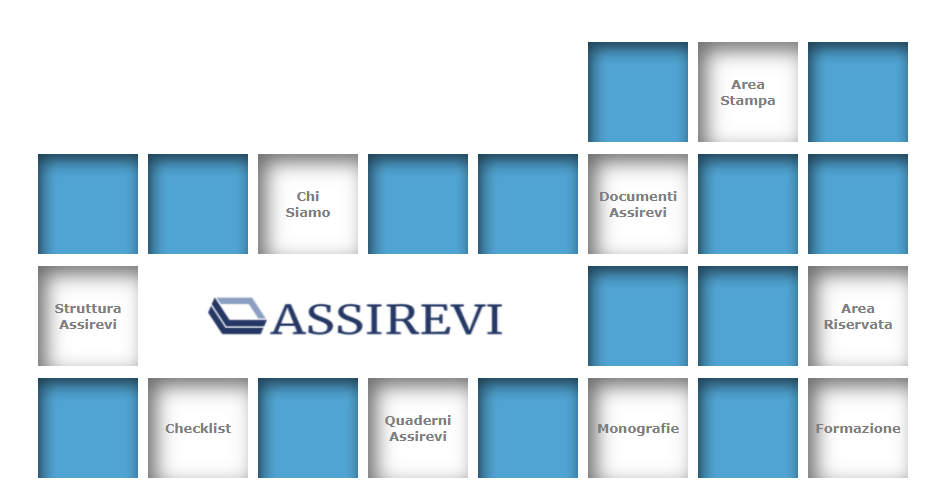 Area
Stampa
Chi
Siamo
Documenti
Assirevi
Struttura
Assirevi
ASSIREVI
Area
Riservata
Checklist
Quaderni
Assirevi
Monografie
Formazione